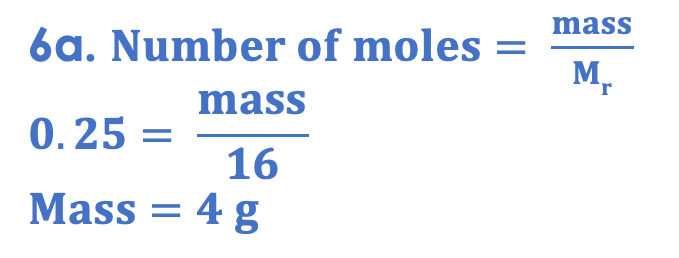 6a. Number of moles = mass / Mr
0.25 = mass / 16
Mass = 4 g